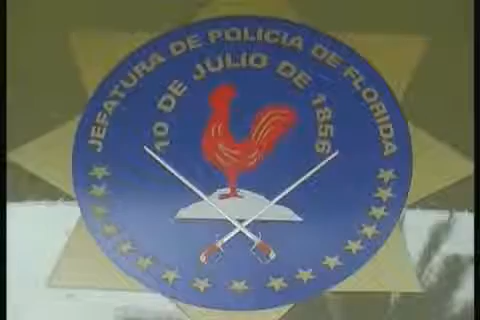 JEFATURA DE POLICIA DE FLORIDA
10 DE JULIO DE 1856